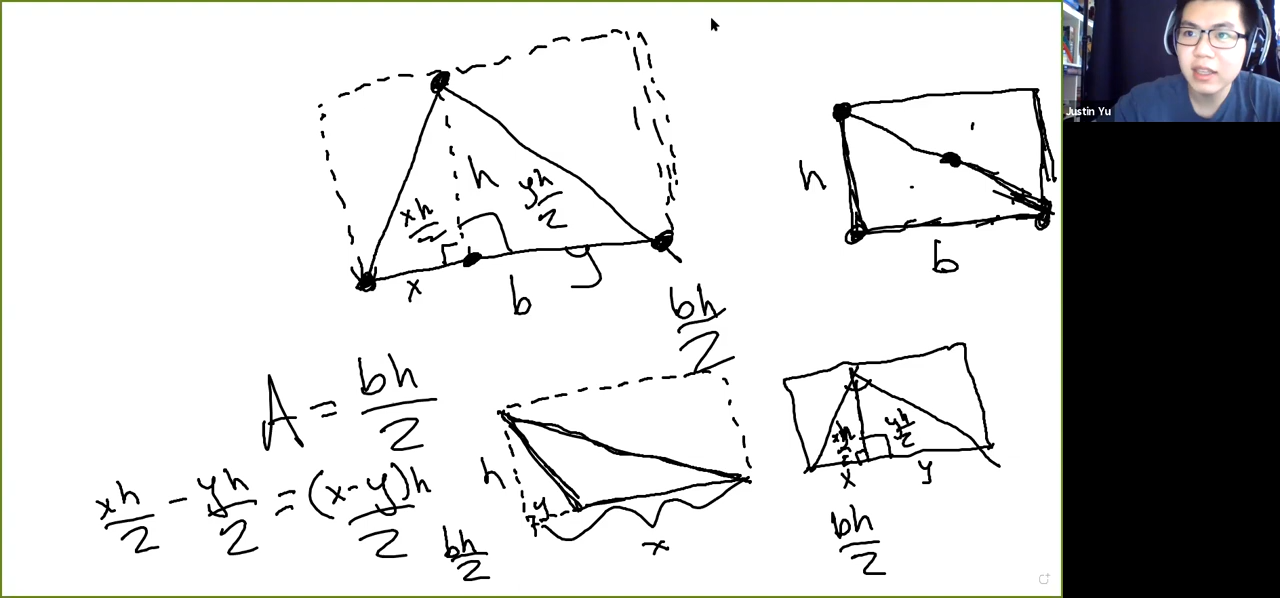 h
xh/2
yh/2
x
b
y
bh/2
h
b
Justin Yu
A = bh/2
xh/2 - yh/2 = (x-y)h/2
h
y
x
bh/2
xh/2
yh/2
x
y
bh/2